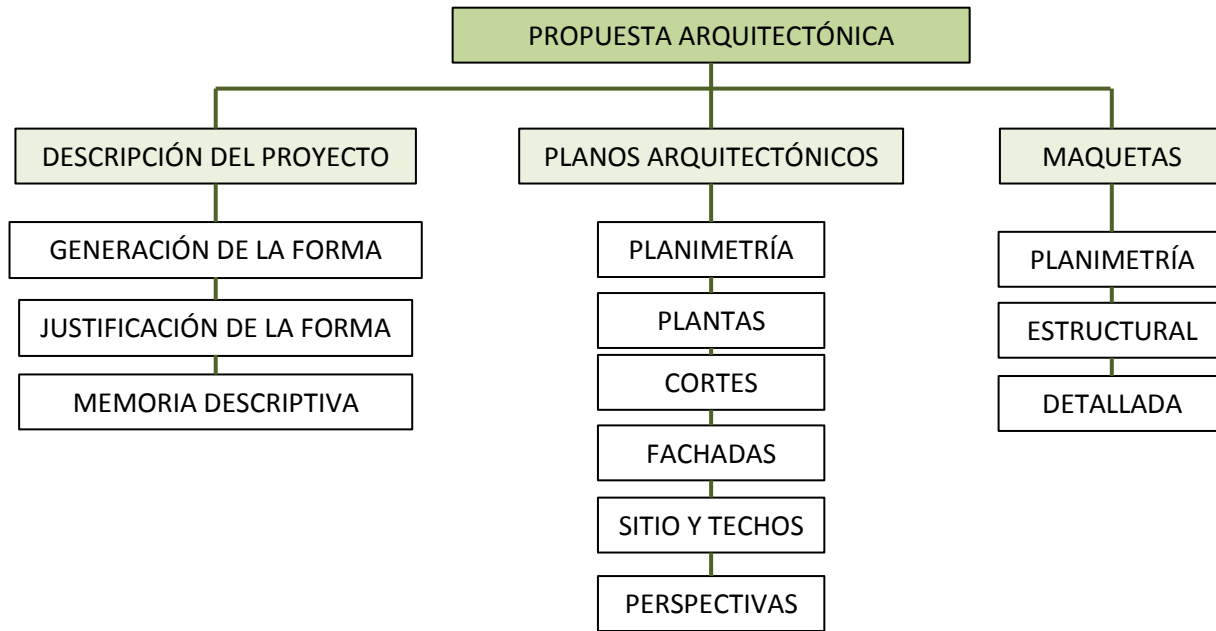 PROPUESTA ARQUITECTÓNICA
DESCRIPCIÓN DEL PROYECTO
GENERACIÓN DE LA FORMA
JUSTIFICACIÓN DE LA FORMA
MEMORIA DESCRIPTIVA
PLANOS ARQUITECTÓNICOS
PLANIMETRÍA
PLANTAS
CORTES
FACHADAS
SITIO Y TECHOS
PERSPECTIVAS
MAQUETAS
PLANIMETRÍA
ESTRUCTURAL
DETALLADA